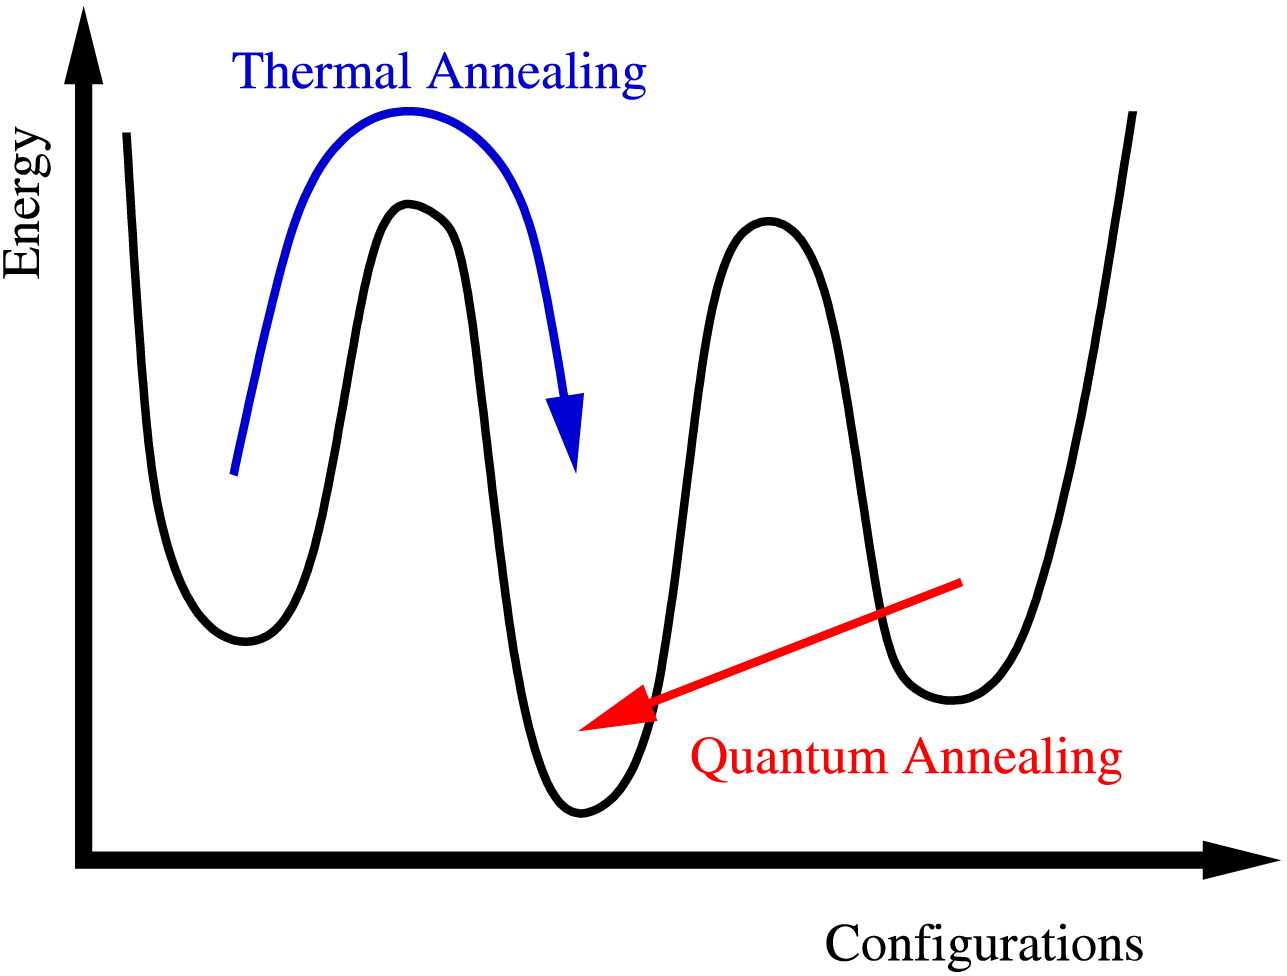 Thermal Annealing
Energy
Quantum Annealing
Configurations